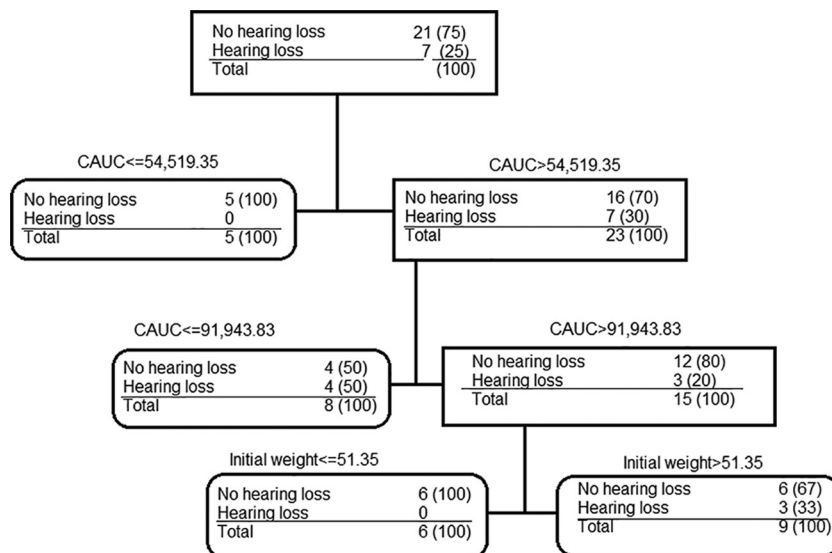 No hearing loss 21 (75)
Hearing loss 7 (25)
Total (100)
CAUC<=54,519.35
No hearing loss 5 (100)
Hearing loss 0
Total 5 (100)
CAUC>54,519.35
No hearing loss 16 (70)
Hearing loss 7 (30)
Total 23 (100)
CAUC<=91,943.83
No hearing loss 4 (50)
Hearing loss 4 (50)
Total 8 (100)
CAUC>91,943.83
No hearing loss 12 (80)
Hearing loss 3 (20)
Total 15 (100)
Initial weight<=51.35
No hearing loss 6 (100)
Hearing loss 0
Total 6 (100)
Initial weight>51.35
No hearing loss 6 (67)
Hearing loss 3 (33)
Total 9 (100)